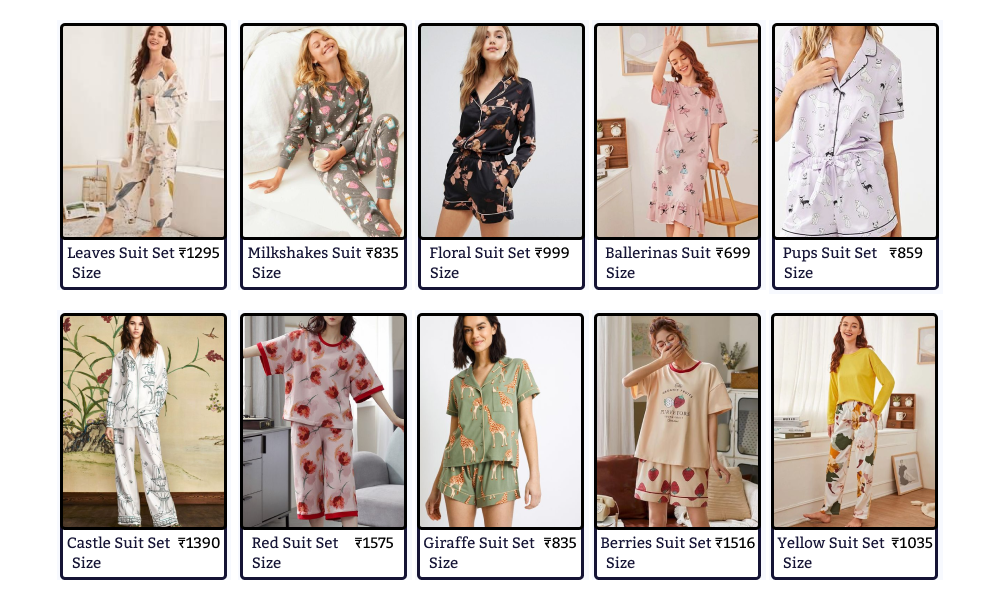 Leaves Suit Set ₹1295
Size
Milkshakes Suit ₹835
Size
Floral Suit Set ₹999
Size
Ballerinas Suit ₹699
Size
Pups Suit Set ₹859
Size
Castle Suit Set ₹1390
Size
Red Suit Set ₹1575
Size
Giraffe Suit Set ₹835
Size
Berries Suit Set ₹1516
Size
Yellow Suit Set ₹1035
Size